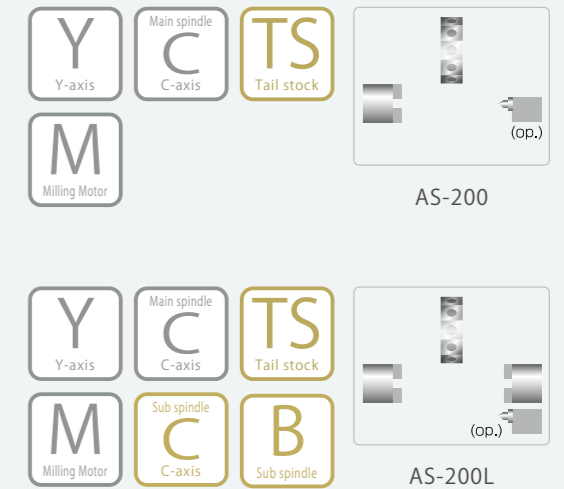 Y
Y-axis
Main spindle
C
C-axis
TS
Tail stock
(op.)
M
Milling Motor
AS-200
Y
Y-axis
Main spindle
C
C-axis
TS
Tail stock
M
Milling Motor
Sub spindle
C
C-axis
B
Sub spindle
(op.)
AS-200L